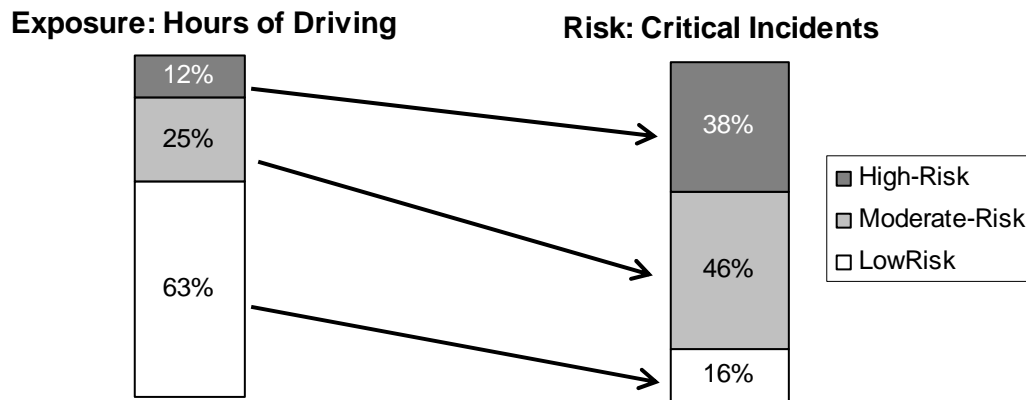 Exposure: Hours of Driving
12%
25%
63%
Risk: Critical Incidents
38%
46%
16%
High-Risk
Moderate-Risk
LowRisk